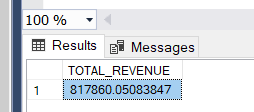 100 %
Results Messages
TOTAL_REVENUE
1 817860.05083847